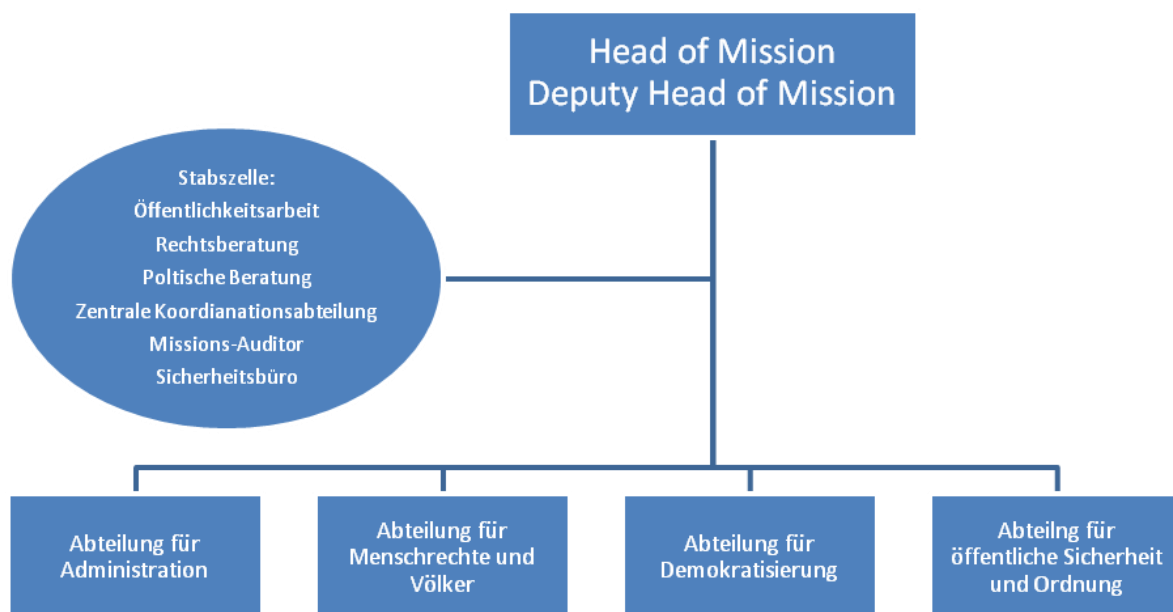 Head of Mission
Deputy Head of Mission
Stabszelle:
Öffentlichkeitsarbeit
Rechtsberatung
Poltische Beratung
Zentrale Koordianationsabteilung
Missions-Auditor
Sicherheitsbüro
Abteilung für
Administration
Abteilung für
Menschrechte und
Völker
Abteilung für
Demokratisierung
Abteilng für
öffentliche Sicherheit
und Ordnung